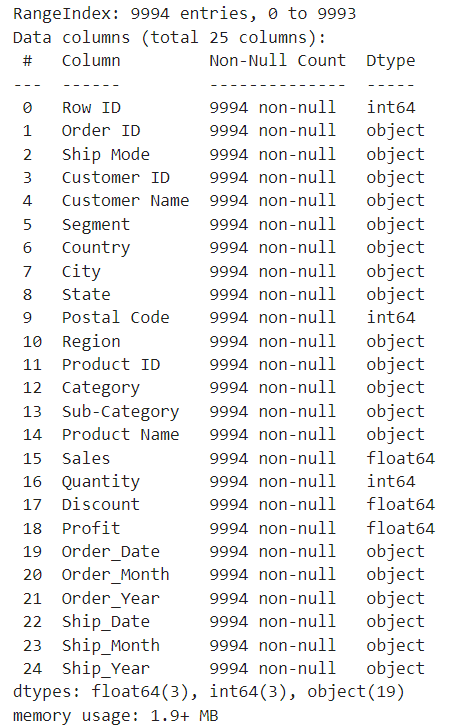 RangeIndex: 9994 entries, 0 to 9993
Data columns (total 25 columns):
 #   Column         Non-Null Count  Dtype
---  ------         --------------  -----
 0   Row ID         9994 non-null   int64
 1   Order ID       9994 non-null   object
 2   Ship Mode      9994 non-null   object
 3   Customer ID    9994 non-null   object
 4   Customer Name  9994 non-null   object
 5   Segment        9994 non-null   object
 6   Country        9994 non-null   object
 7   City           9994 non-null   object
 8   State          9994 non-null   object
 9   Postal Code    9994 non-null   int64
 10  Region         9994 non-null   object
 11  Product ID     9994 non-null   object
 12  Category       9994 non-null   object
 13  Sub-Category   9994 non-null   object
 14  Product Name   9994 non-null   object
 15  Sales          9994 non-null   float64
 16  Quantity       9994 non-null   int64
 17  Discount       9994 non-null   float64
 18  Profit         9994 non-null   float64
 19  Order_Date     9994 non-null   object
 20  Order_Month    9994 non-null   object
 21  Order_Year     9994 non-null   object
 22  Ship_Date      9994 non-null   object
 23  Ship_Month     9994 non-null   object
 24  Ship_Year      9994 non-null   object
dtypes: float64(3), int64(3), object(19)
memory usage: 1.9+ MB